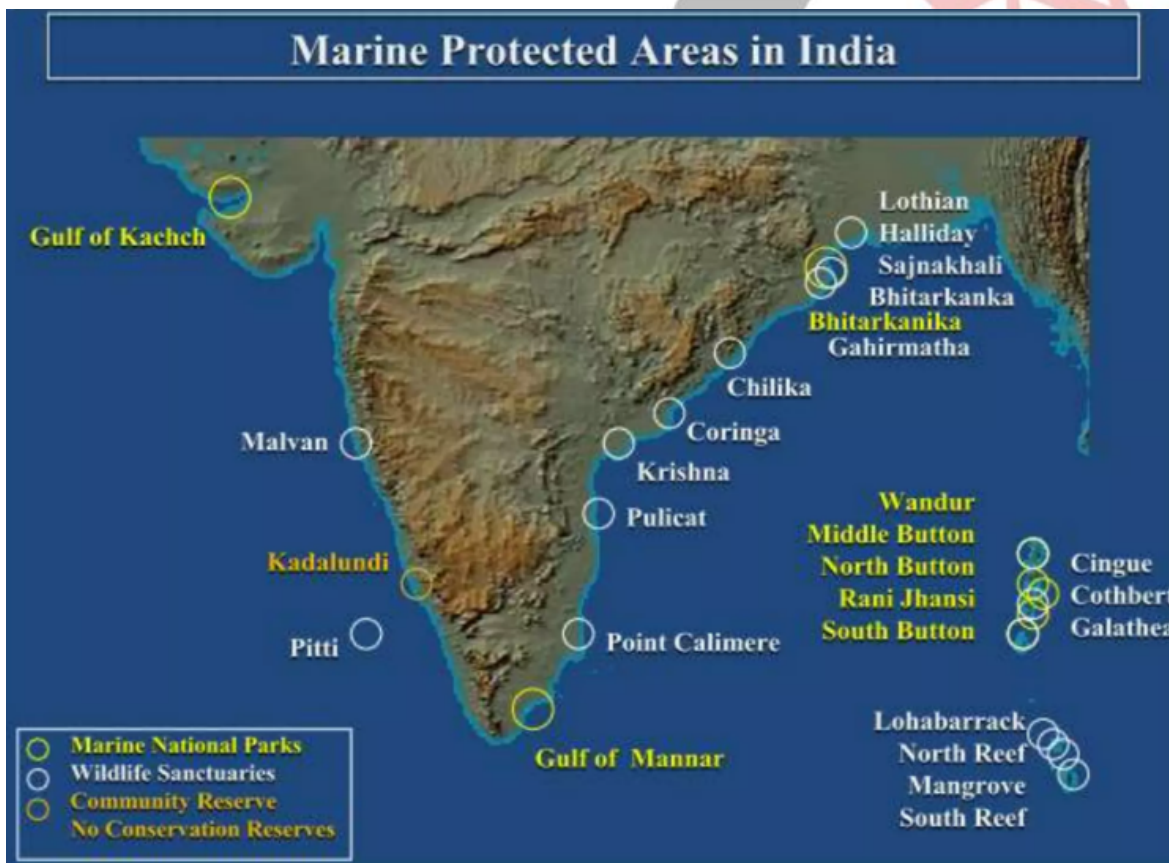 Marine Protected Areas in India
Gulf of Kachch
Lothian
Halliday
Sajnakhali
Bhitarkanka
Bhitarkanika
Gahirmatha
Chilika
Coringa
Malvan
Krishna
Pulicat
Kadalundi
Pitti
Point Calimere
Gulf of Mannar
Wandur
Middle Button
North Button
Rani Jhansi
South Button
Cingue
Cothbert
Galathea
Lohabarrack
North Reef
Mangrove
South Reef
Marine National Parks
Wildlife Sanctuaries
Community Reserve
No Conservation Reserves